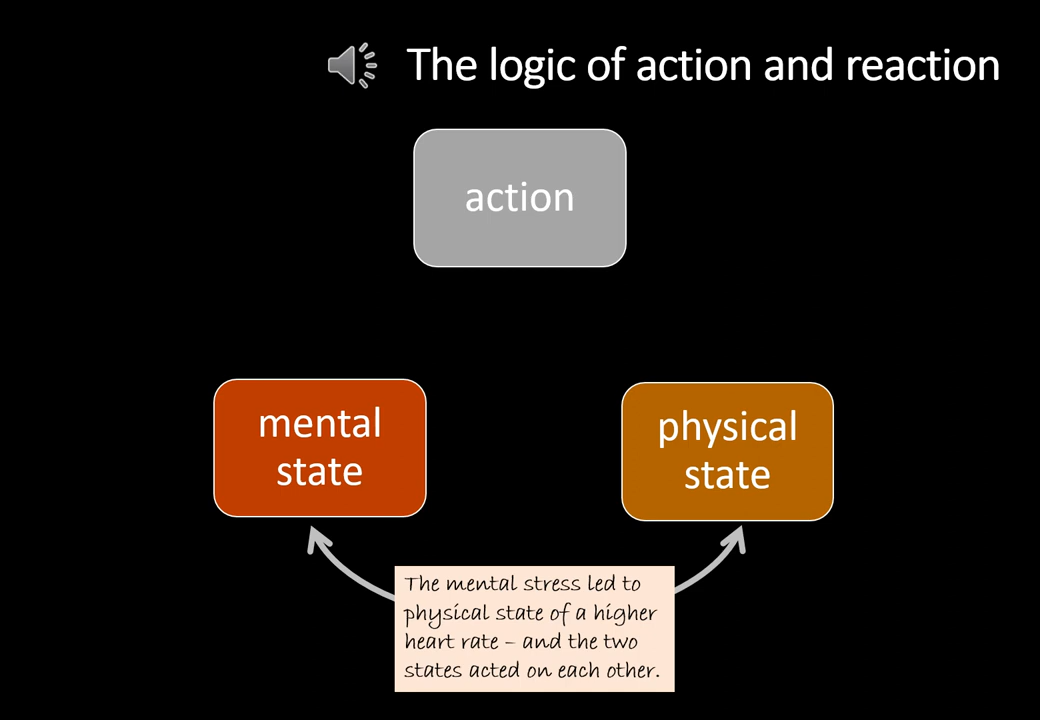 The logic of action and reaction
action
mental
state
physical
state
The mental stress led to
physical state of a higher
heart rate – and the two
states acted on each other.